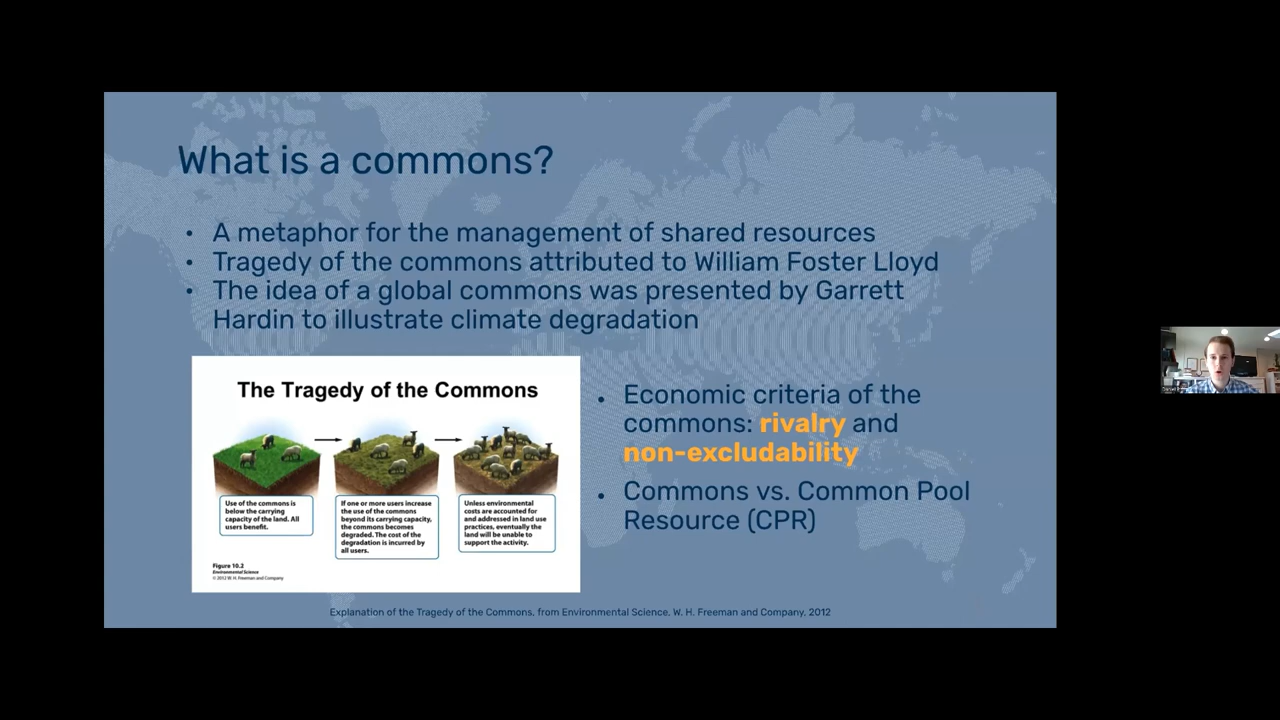 What is a commons?
• A metaphor for the management of shared resources
• Tragedy of the commons attributed to William Foster Lloyd
• The idea of a global commons was presented by Garrett
Hardin to illustrate climate degradation
The Tragedy of the Commons
Use of the commons is
below the carrying
capacity of the land. All
users benefit.
If one or more users increase
the use of the commons
beyond its carrying capacity,
the commons becomes
degraded. The cost of the
degradation is incurred by
all users.
Unless environmental
costs are accounted for
and addressed in land use
practices, eventually the
land will be unable to
support the activity.
Figure 10.2
Environmental Science
© 2012 W. H. Freeman and Company
• Economic criteria of the
commons: rivalry and
non-excludability
• Commons vs. Common Pool
Resource (CPR)
Explanation of the Tragedy of the Commons, from Environmental Science, W. H. Freeman and Company, 2012